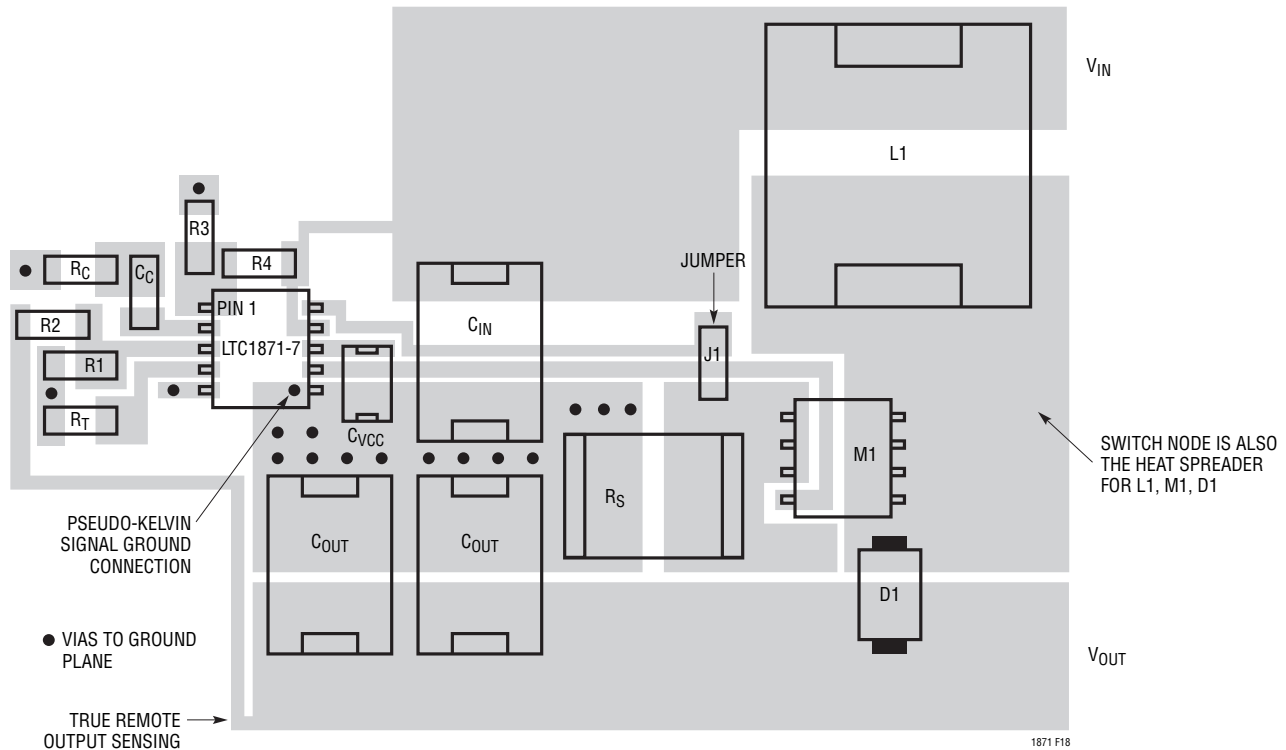 VIN
L1
R3
RC
CC
R4
JUMPER
PIN 1
R2
CIN
LTC1871-7
J1
R1
RT
CVCC
M1
SWITCH NODE IS ALSO
THE HEAT SPREADER
FOR L1, M1, D1
RS
PSEUDO-KELVIN
SIGNAL GROUND
CONNECTION
COUT
COUT
D1
● VIAS TO GROUND
PLANE
VOUT
TRUE REMOTE
OUTPUT SENSING
1871 F18